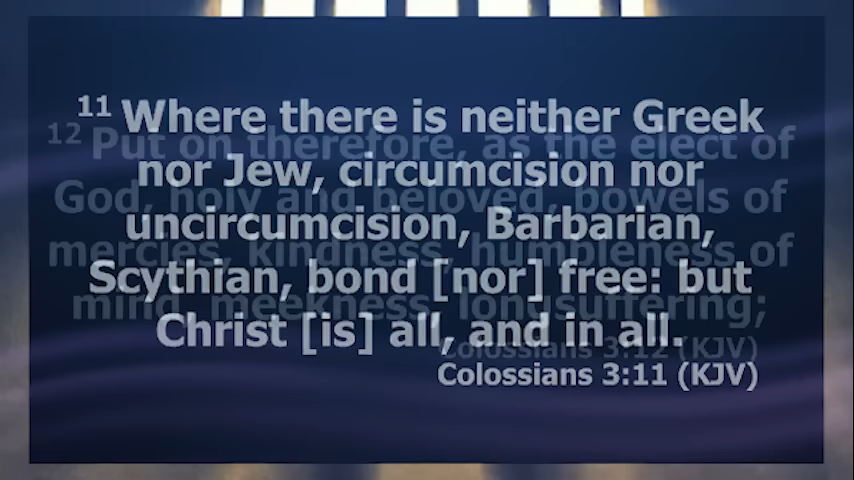 11 Where there is neither Greek
nor Jew, circumcision nor
uncircumcision, Barbarian,
Scythian, bond [nor] free: but
Christ [is] all, and in all.
Colossians 3:11 (KJV)
12 Put on therefore, as the elect of
God, holy and beloved, bowels of
mercies, kindness, humbleness of
mind, meekness, longsuffering;
Colossians 3:12 (KJV)